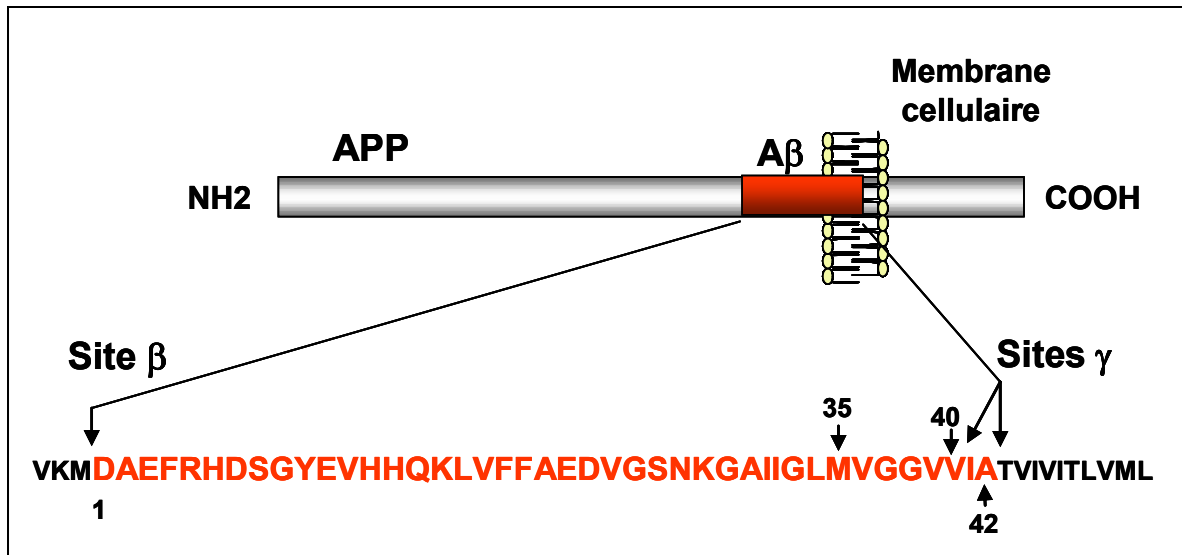 Membrane
cellulaire
APP
Aβ
NH2
COOH
Site β
Sites γ
35
40
VKMDAEFRHDSGYEVHHQKLVFFAEDVGSNKGAIIGLMVGGVVIATVIVITLVML
1
42